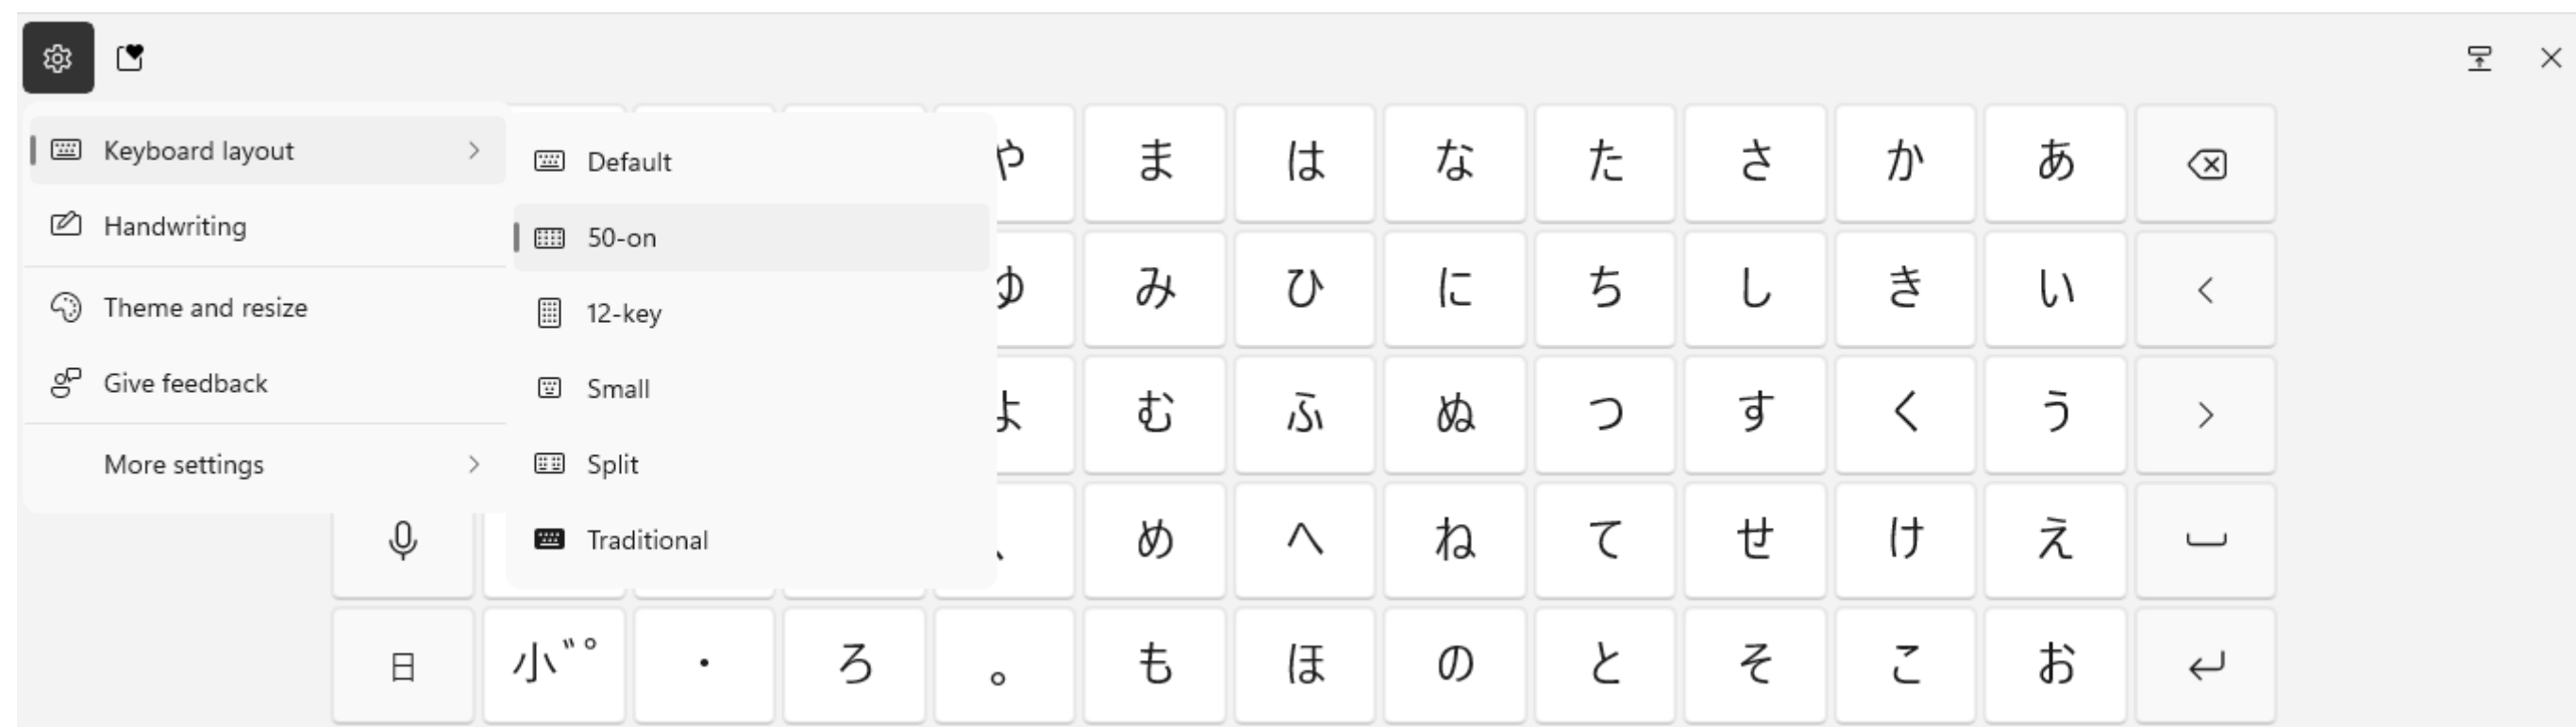 Keyboard layout
Handwriting
Theme and resize
Give feedback
More settings
Default
50-on
12-key
Small
Split
Traditional
や ま は な た さ か あ
ゆ み ひ に ち し き い
よ む ふ ぬ つ す く う
、 め へ ね て せ け え
日 小゛゜ ・ ろ 。 も ほ の と そ こ お